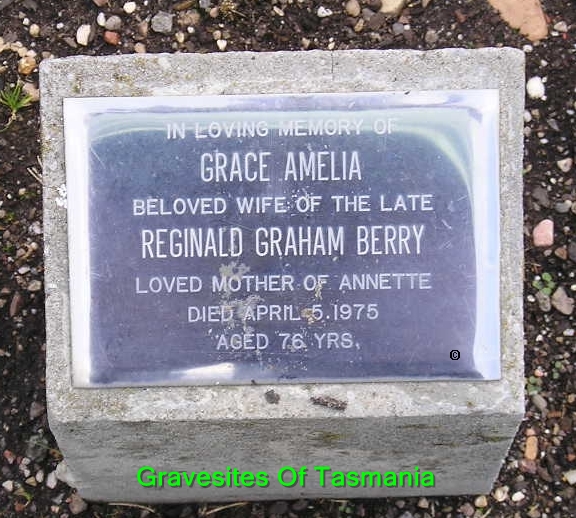 IN LOVING MEMORY OF
GRACE AMELIA
BELOVED WIFE OF THE LATE
REGINALD GRAHAM BERRY
LOVED MOTHER OF ANNETTE
DIED APRIL 5.1975
AGED 76 YRS.
©
Gravesites Of Tasmania